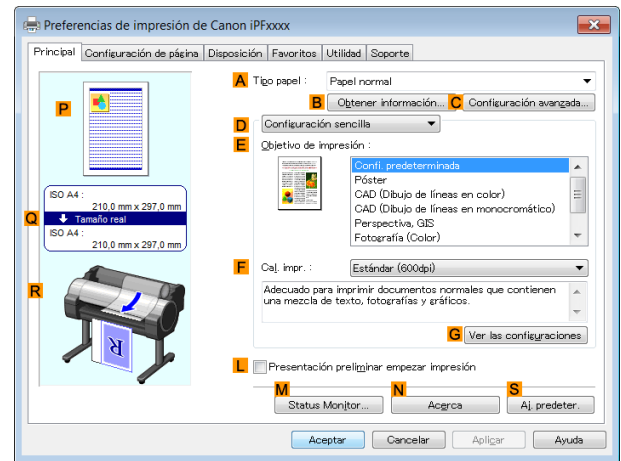 Preferencias de impresión de Canon iPFxxxx
Principal Configuración de página Disposición Favoritos Utilidad Soporte
A Tipo papel : Papel normal
P
B Obtener información... C Configuración avanzada...
D Configuración sencilla
E Objetivo de impresión :
Confi. predeterminada
Póster
CAD (Dibujo de líneas en color)
CAD (Dibujo de líneas en monocromático)
Perspectiva, GIS
Fotografía (Color)
ISO A4 :
210,0 mm x 297,0 mm
Q Tamaño real
ISO A4 :
210,0 mm x 297,0 mm
F Cal. impr. : Estándar (600dpi)
R
Adecuado para imprimir documentos normales que contienen
una mezcla de texto, fotografías y gráficos.
G Ver las configuraciones
R
L Presentación preliminar empezar impresión
M N S
Status Monitor... Acerca Aj. predeter.
Aceptar Cancelar Aplicar Ayuda